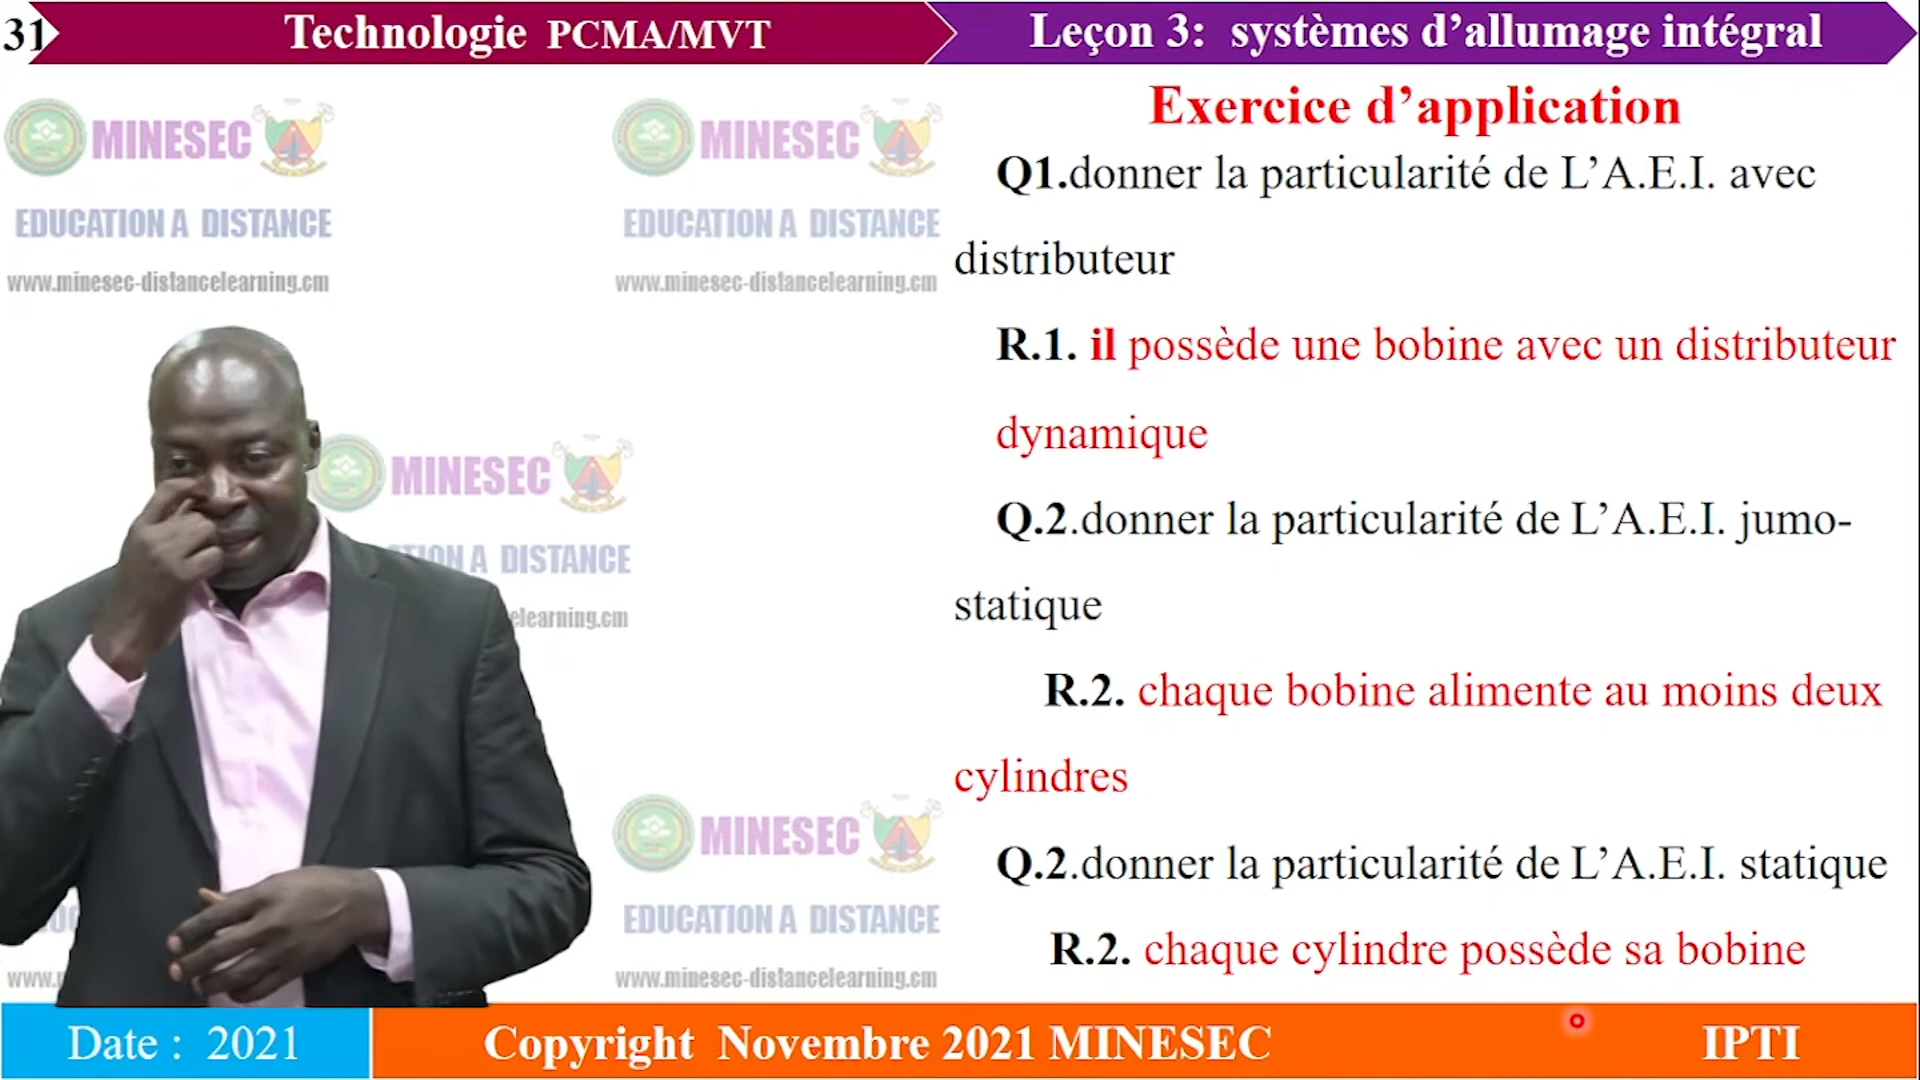 31
Technologie PCMA/MVT
Leçon 3: systèmes d’allumage intégral
MINESEC
EDUCATION A DISTANCE
www.minesec-distancelearning.cm
MINESEC
EDUCATION A DISTANCE
www.minesec-distancelearning.cm
Exercice d’application
Q1.donner la particularité de L’A.E.I. avec
distributeur
R.1. il possède une bobine avec un distributeur
dynamique
Q.2.donner la particularité de L’A.E.I. jumo-
statique
R.2. chaque bobine alimente au moins deux
cylindres
Q.2.donner la particularité de L’A.E.I. statique
R.2. chaque cylindre possède sa bobine
MINESEC
A DISTANCE
MINESEC
EDUCATION A DISTANCE
www.minesec-distancelearning.cm
Date : 2021
Copyright Novembre 2021 MINESEC
IPTI